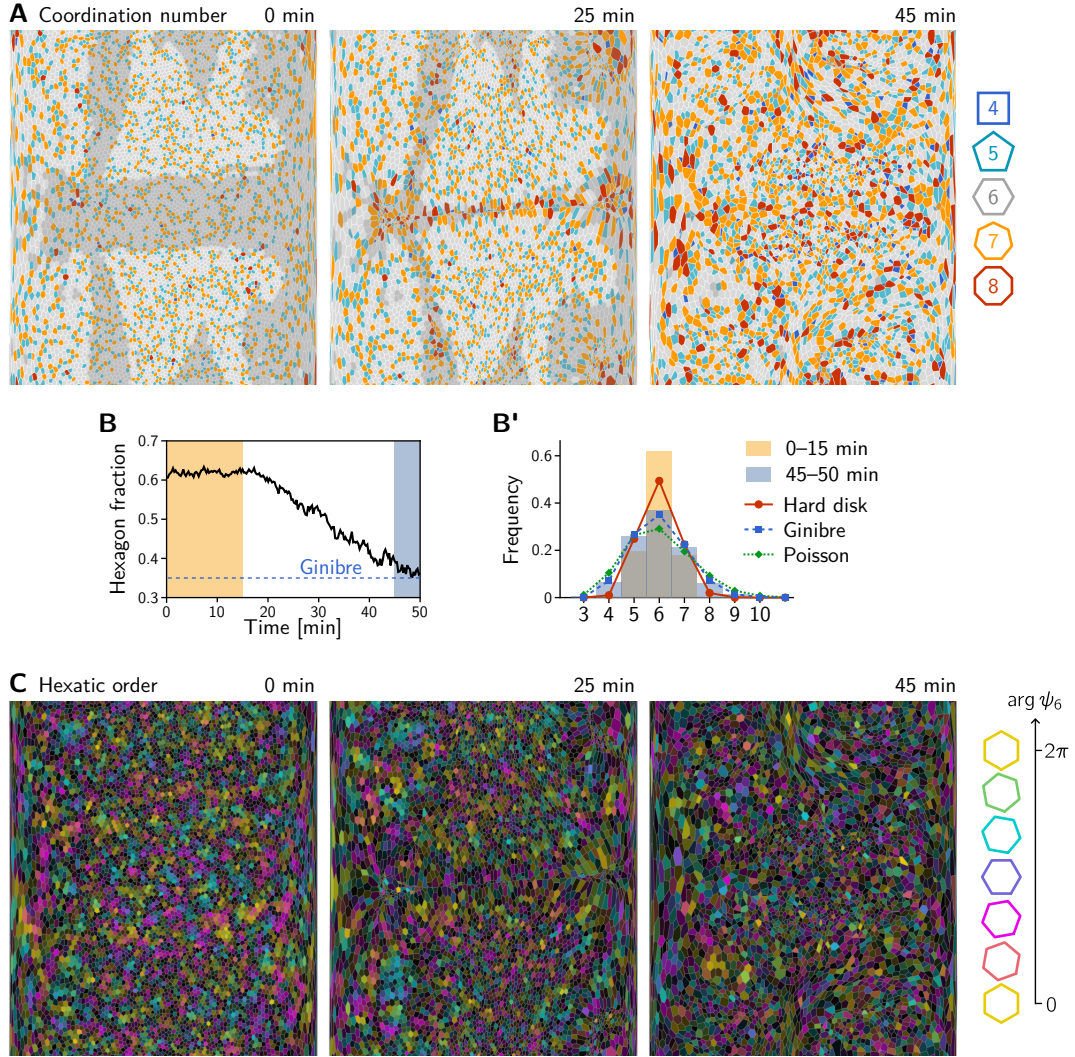 A Coordination number 0 min 25 min 45 min
4
5
6
7
8
B
Hexagon fraction
0.7
0.6
0.5
0.4
0.3
Ginibre
0 10 20 30 40 50
Time [min]
B'
Frequency
0.6
0.4
0.2
0
3 4 5 6 7 8 9 10
0–15 min
45–50 min
Hard disk
Ginibre
Poisson
C Hexatic order 0 min 25 min 45 min
arg ψ6
2π
0